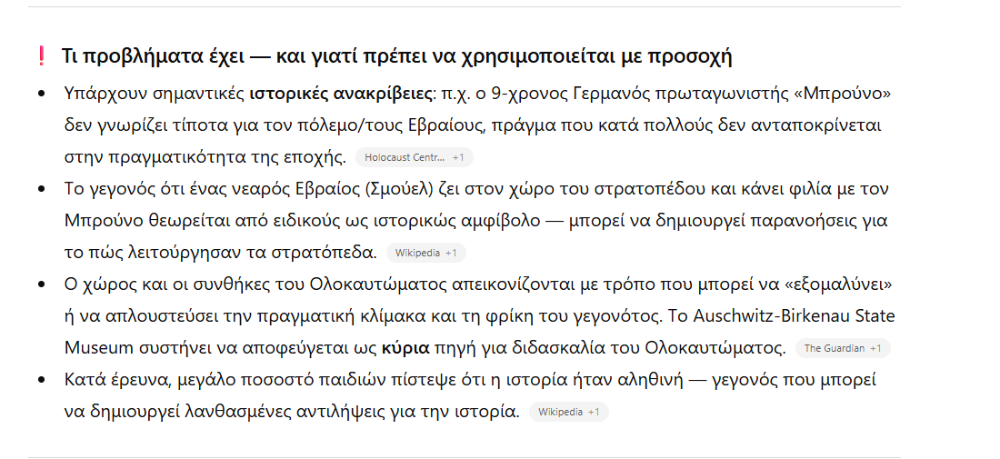 ❗ Τι προβλήματα έχει — και γιατί πρέπει να χρησιμοποιείται με προσοχή
• Υπάρχουν σημαντικές ιστορικές ανακρίβειες: π.χ. ο 9-χρονος Γερμανός πρωταγωνιστής «Μπρούνο»
δεν γνωρίζει τίποτα για τον πόλεμο/τους Εβραίους, πράγμα που κατά πολλούς δεν ανταποκρίνεται
στην πραγματικότητα της εποχής. Holocaust Centr... +1
• Το γεγονός ότι ένας νεαρός Εβραίος (Σμούελ) ζει στον χώρο του στρατοπέδου και κάνει φιλία με τον
Μπρούνο θεωρείται από ειδικούς ως ιστορικώς αμφίβολο — μπορεί να δημιουργεί παρανοήσεις για
το πώς λειτούργησαν τα στρατόπεδα. Wikipedia +1
• Ο χώρος και οι συνθήκες του Ολοκαυτώματος απεικονίζονται με τρόπο που μπορεί να «εξομαλύνει»
ή να απλουστεύσει την πραγματική κλίμακα και τη φρίκη του γεγονότος. Το Auschwitz-Birkenau State
Museum συστήνει να αποφεύγεται ως κύρια πηγή για διδασκαλία του Ολοκαυτώματος. The Guardian +1
• Κατά έρευνα, μεγάλο ποσοστό παιδιών πίστεψε ότι η ιστορία ήταν αληθινή — γεγονός που μπορεί
να δημιουργεί λανθασμένες αντιλήψεις για την ιστορία. Wikipedia +1